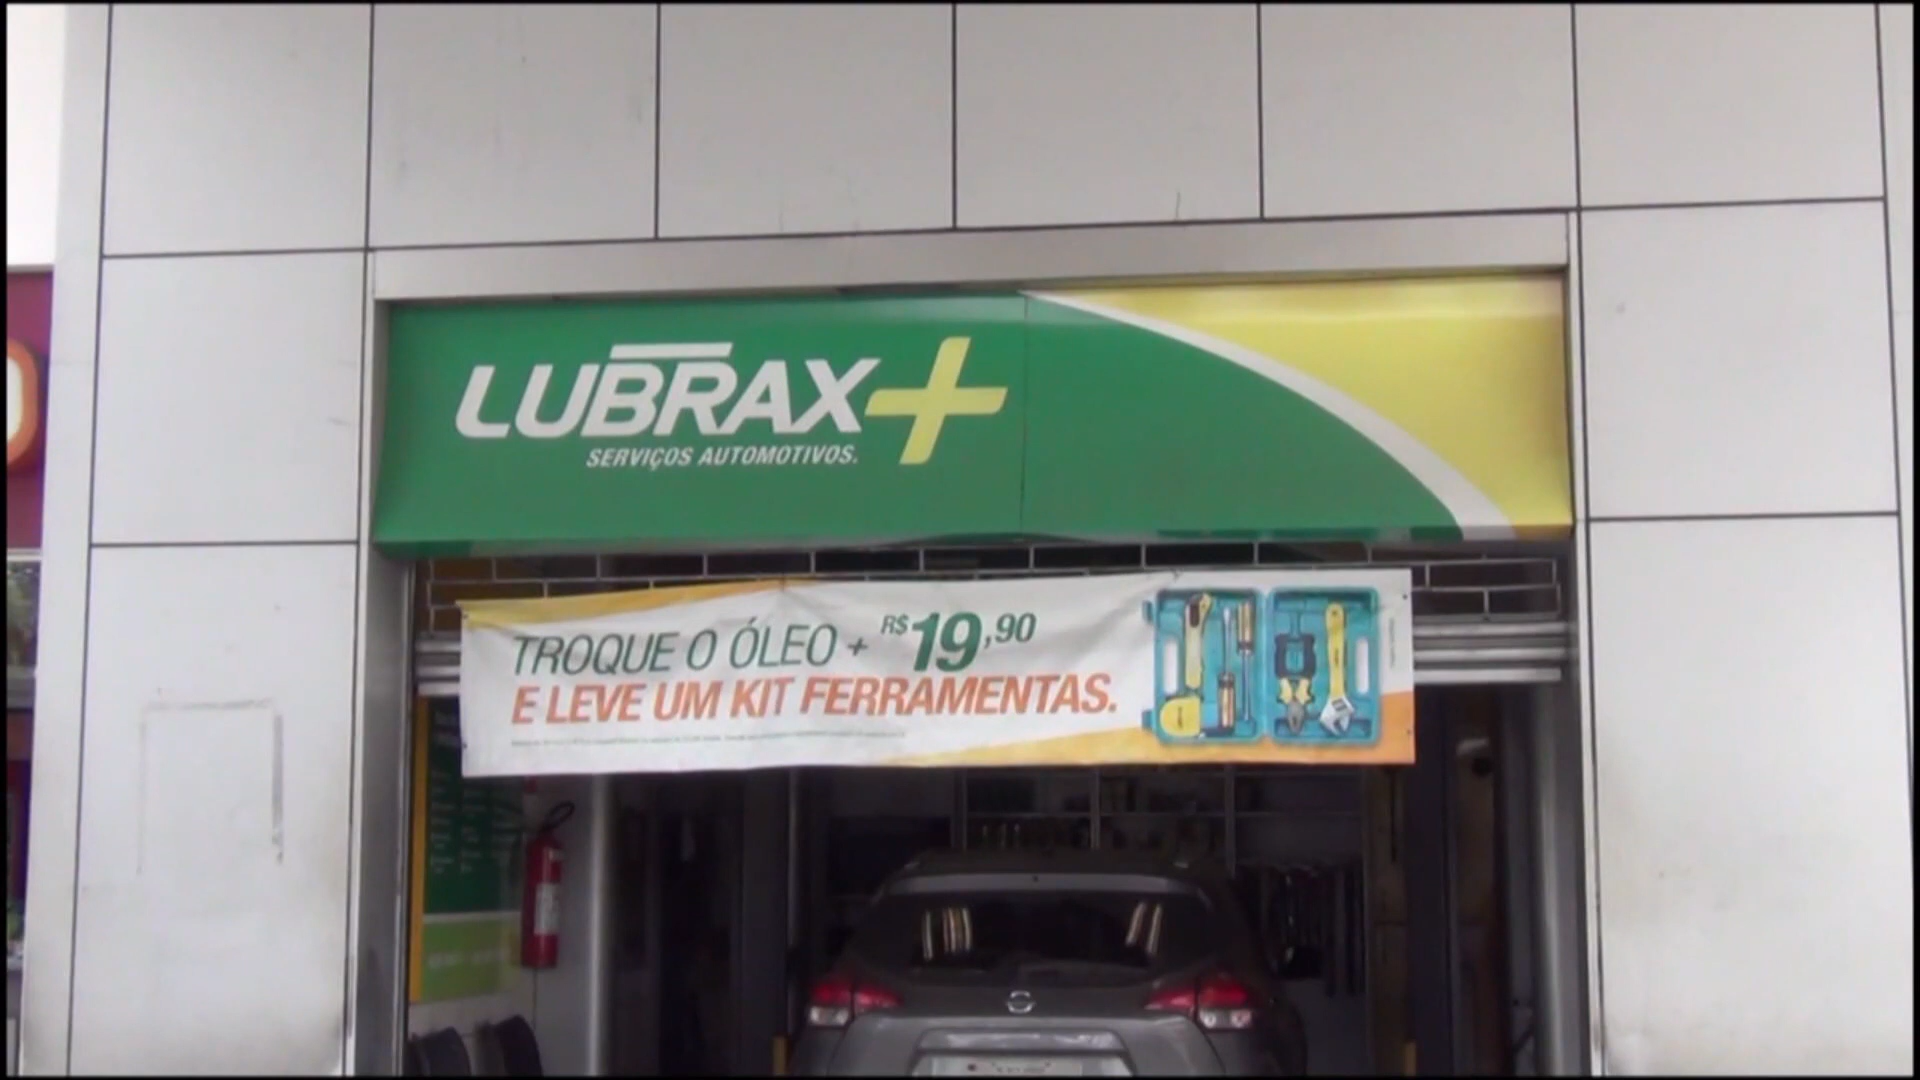 LUBRAX+
SERVIÇOS AUTOMOTIVOS.
TROQUE O ÓLEO + R$ 19,90
E LEVE UM KIT FERRAMENTAS.